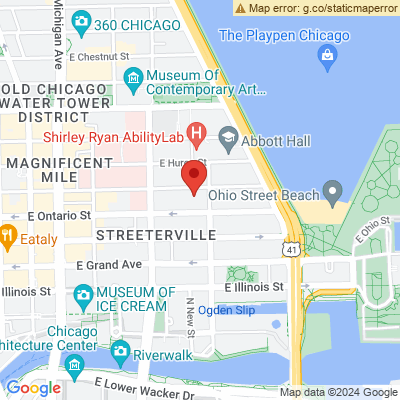 Map error: g.co/staticmaperror
360 CHICAGO
The Playpen Chicago
Michigan Ave
E Chestnut St
Museum Of
Contemporary Art...
OLD CHICAGO
WATER TOWER
DISTRICT
Shirley Ryan AbilityLab
H
Abbott Hall
E Huron St
MAGNIFICENT
MILE
Ohio Street Beach
E Ontario St
E Ohio St
Eataly
STREETERVILLE
41
E Grand Ave
Illinois St
E Illinois St
MUSEUM OF
ICE CREAM
N New St
Ogden Slip
Chicago
Architecture Center
Riverwalk
E Lower Wacker Dr
Google
Map data ©2024 Google